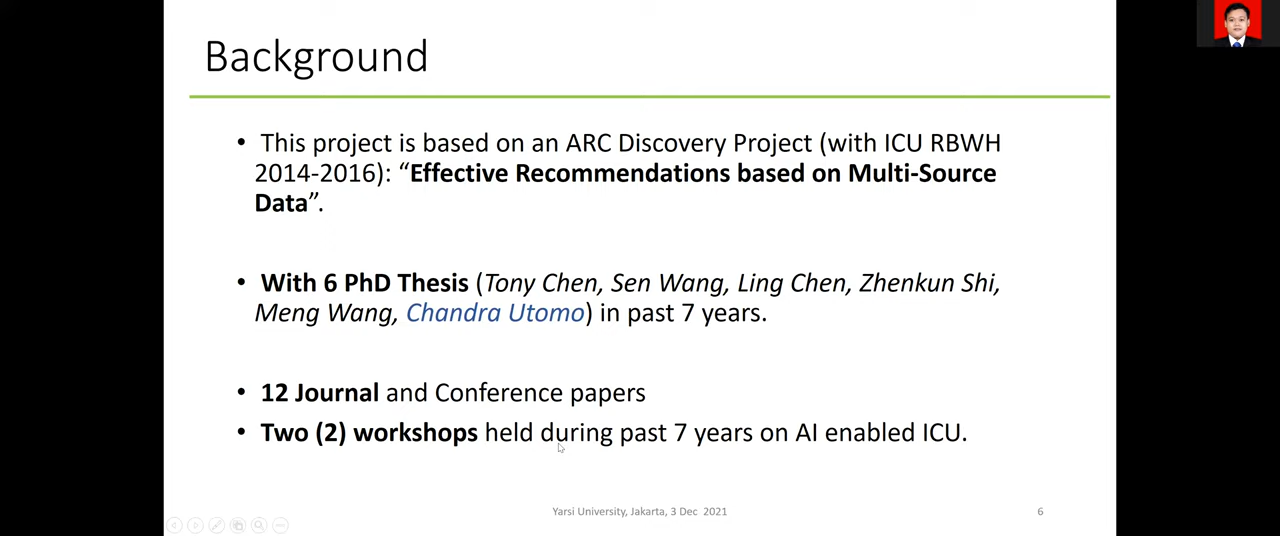 Background
• This project is based on an ARC Discovery Project (with ICU RBWH
2014-2016): “Effective Recommendations based on Multi-Source
Data”.
• With 6 PhD Thesis (Tony Chen, Sen Wang, Ling Chen, Zhenkun Shi,
Meng Wang, Chandra Utomo) in past 7 years.
• 12 Journal and Conference papers
• Two (2) workshops held during past 7 years on AI enabled ICU.
Yarsi University, Jakarta, 3 Dec 2021
6